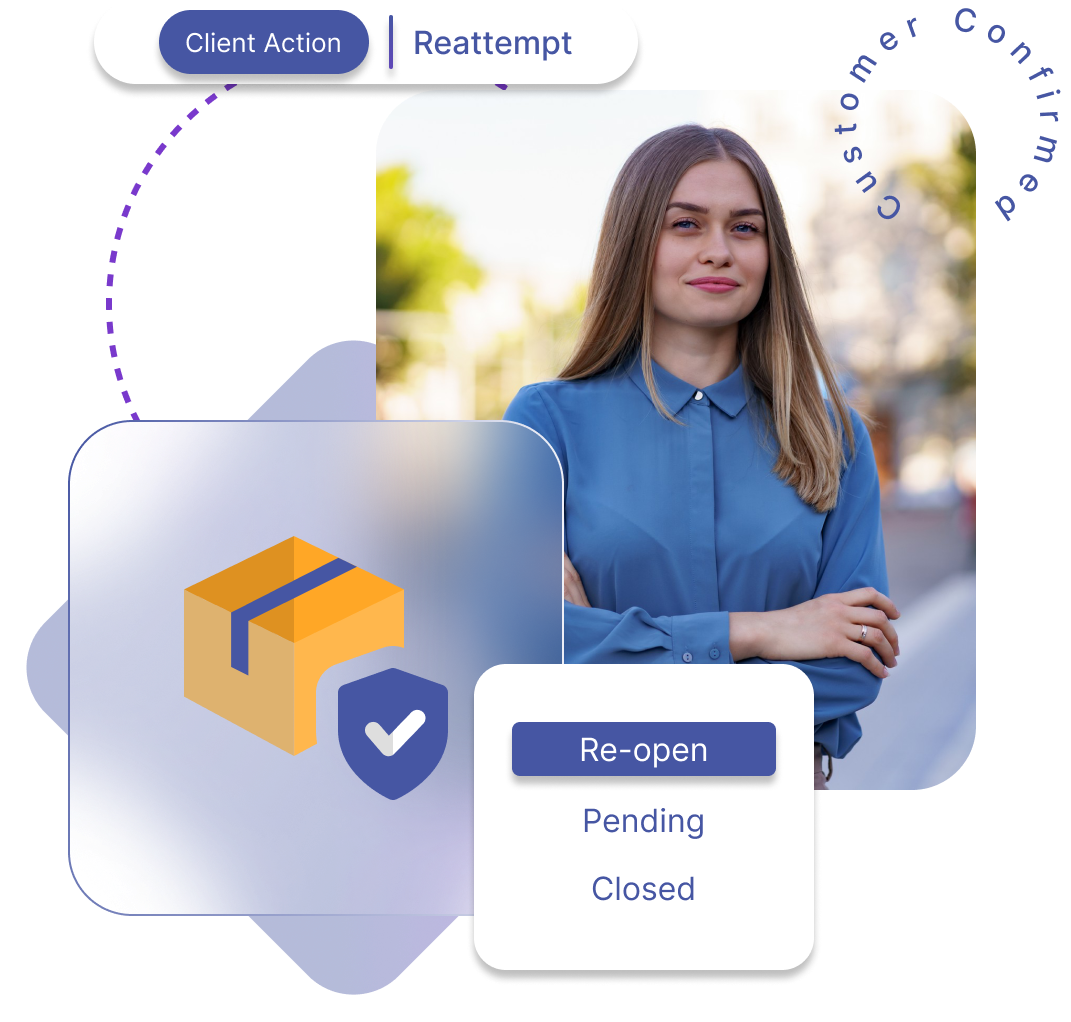 Client Action
Reattempt
Customer Confirmed
Re-open
Pending
Closed